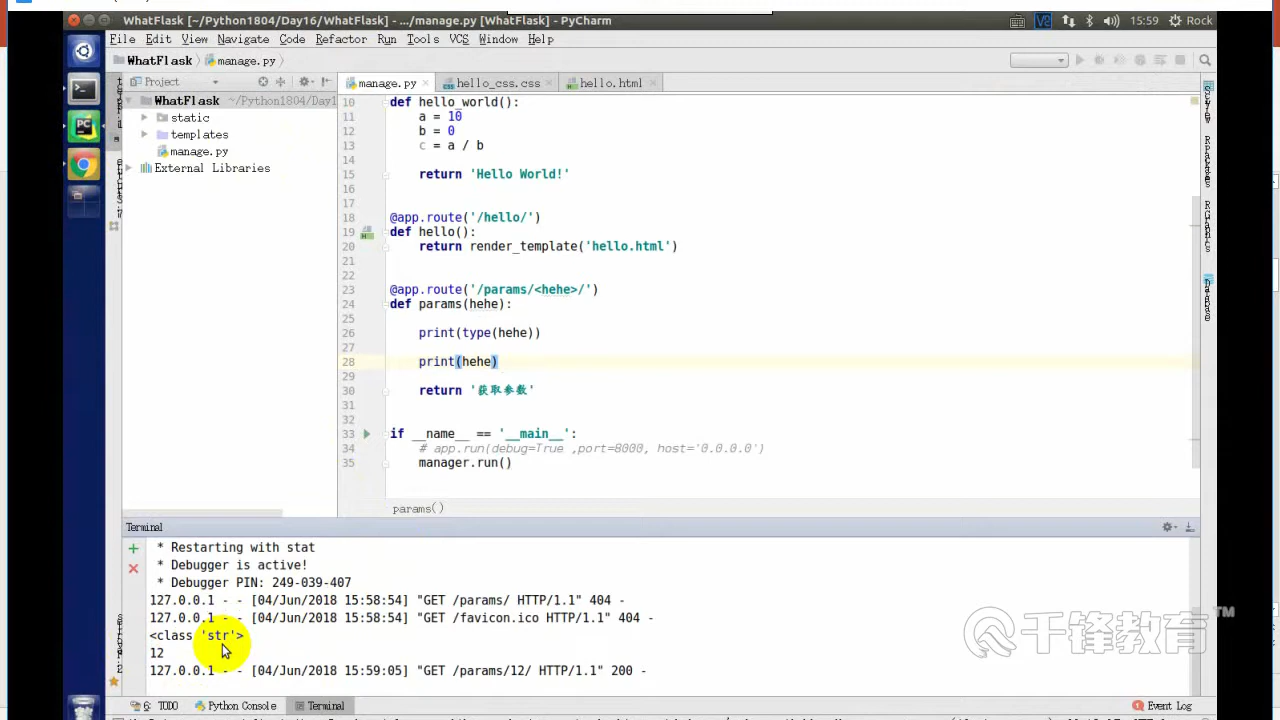 WhatFlask [~/Python1804/Day16/WhatFlask] - .../manage.py [WhatFlask] - PyCharm
15:59 Rock
File Edit View Navigate Code Refactor Run Tools VCS Window Help
WhatFlask manage.py
Project
manage.py hello_css.css hello.html
WhatFlask ~/Python1804/Day1
static
templates
manage.py
External Libraries
10 def hello_world():
11 a = 10
12 b = 0
13 c = a / b
14
15 return 'Hello World!'
16
17
18 @app.route('/hello/')
19 def hello():
20 return render_template('hello.html')
21
22
23 @app.route('/params/<hehe>/')
24 def params(hehe):
25
26 print(type(hehe))
27
28 print(hehe)
29
30 return '获取参数'
31
32
33 if __name__ == '__main__':
34 # app.run(debug=True ,port=8000, host='0.0.0.0')
35 manager.run()
params()
Terminal
* Restarting with stat
* Debugger is active!
* Debugger PIN: 249-039-407
127.0.0.1 - - [04/Jun/2018 15:58:54] "GET /params/ HTTP/1.1" 404 -
127.0.0.1 - - [04/Jun/2018 15:58:54] "GET /favicon.ico HTTP/1.1" 404 -
<class 'str'>
12
127.0.0.1 - - [04/Jun/2018 15:59:05] "GET /params/12/ HTTP/1.1" 200 -
千锋教育™
6: TODO Python Console Terminal Event Log